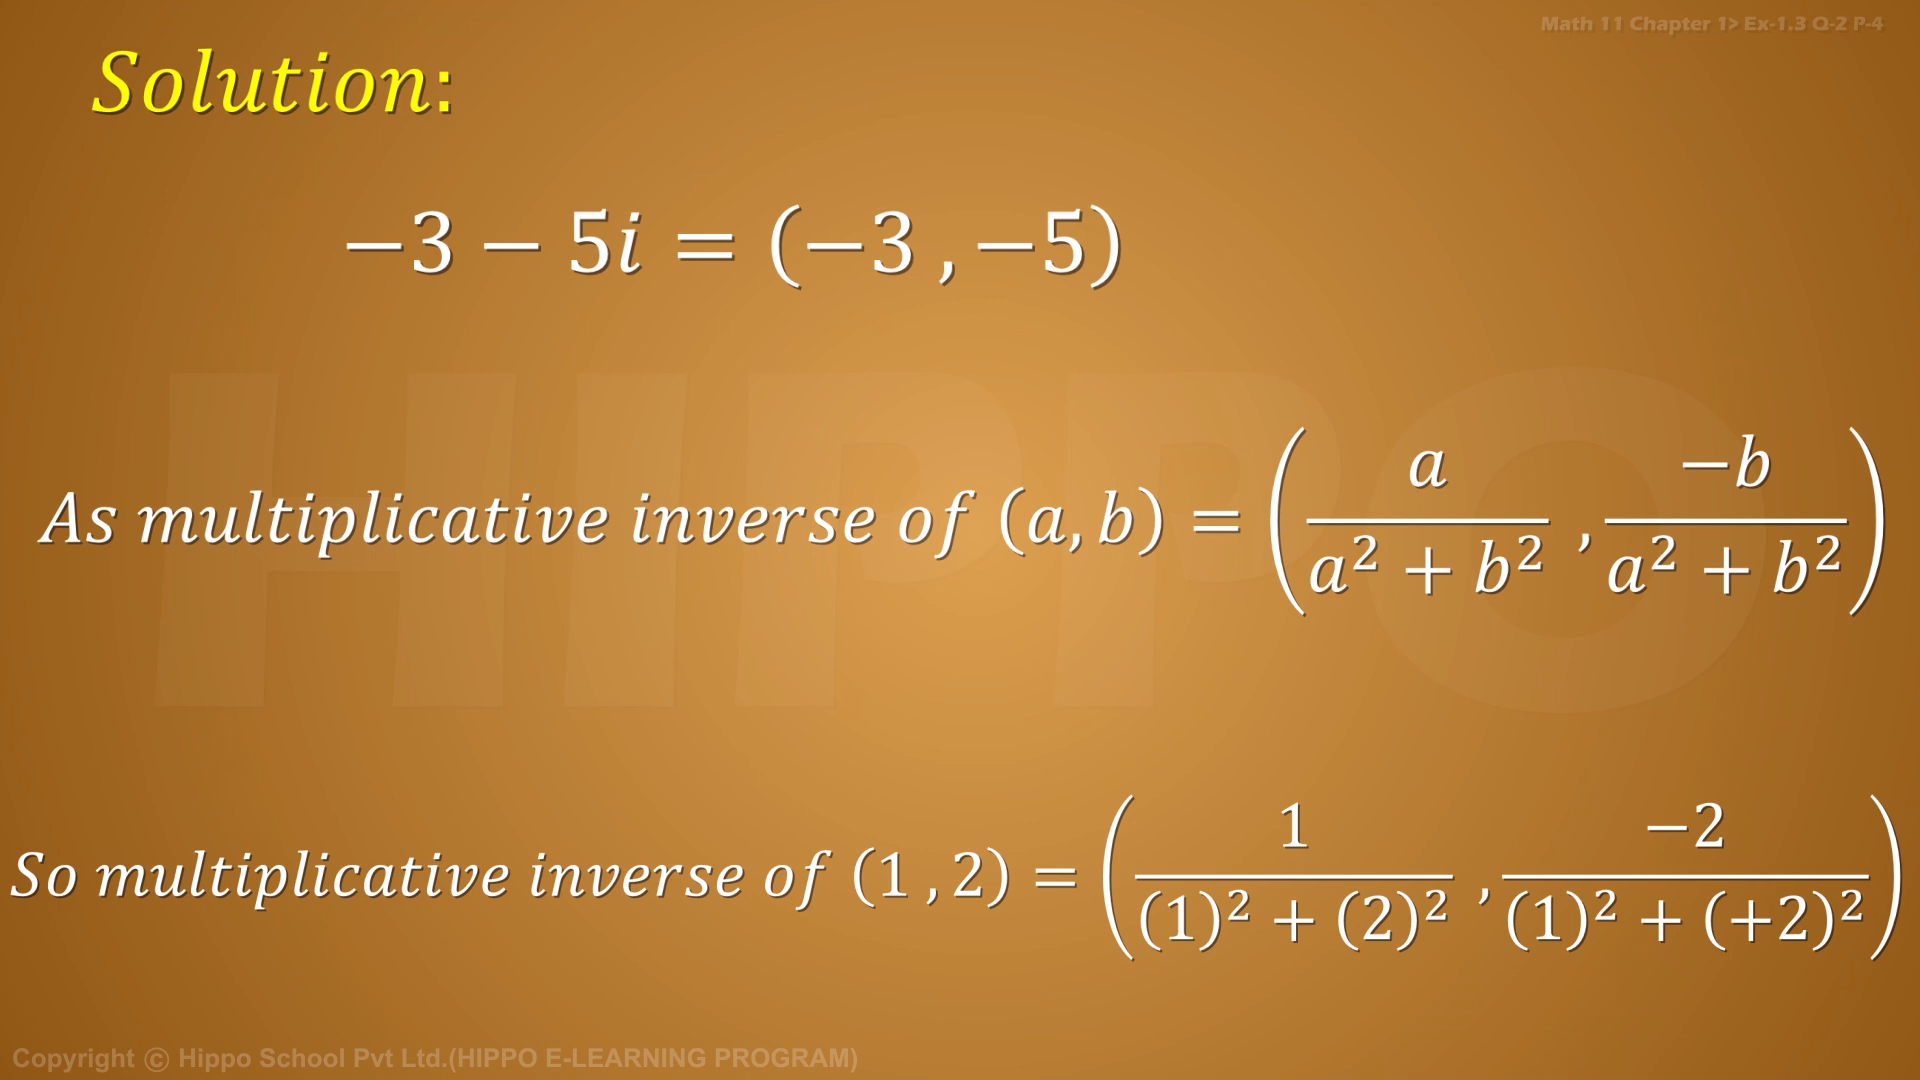 Math 11 Chapter 1> Ex-1.3 Q-2 P-4
Solution:
−3 − 5i = (−3 , −5)
HIPPO
As multiplicative inverse of (a, b) = (a/(a² + b²) , −b/(a² + b²))
So multiplicative inverse of (1 , 2) = (1/((1)² + (2)²) , −2/((1)² + (+2)²))
Copyright © Hippo School Pvt Ltd.(HIPPO E-LEARNING PROGRAM)